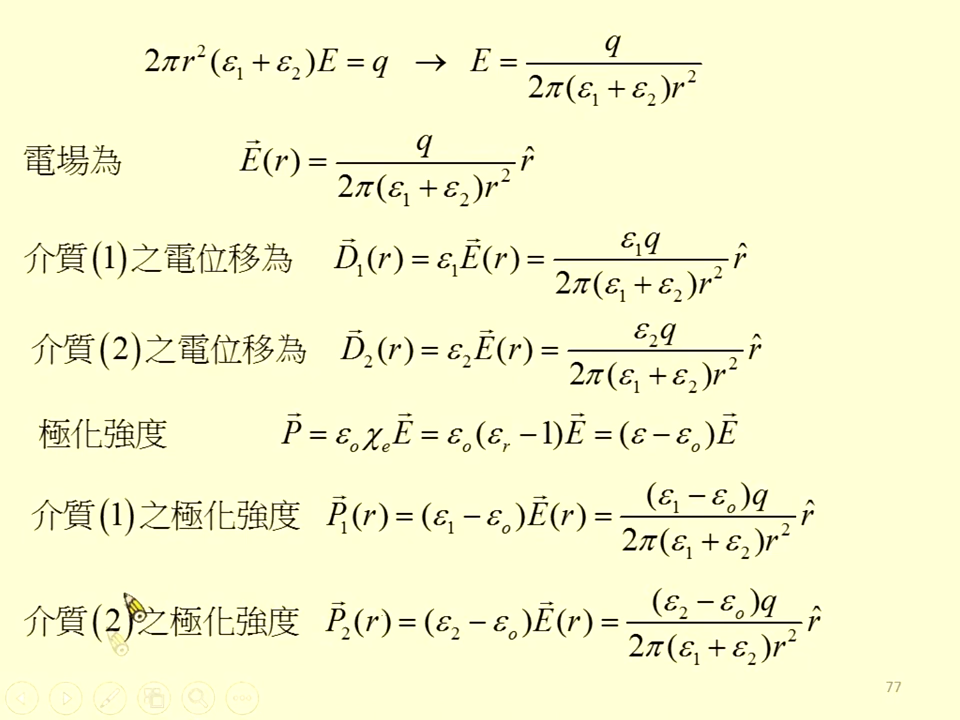 2πr²(ε₁ + ε₂)E = q → E = q / 2π(ε₁ + ε₂)r²
電場為 E⃗(r) = q / 2π(ε₁ + ε₂)r² r̂
介質(1)之電位移為 D⃗₁(r) = ε₁E⃗(r) = ε₁q / 2π(ε₁ + ε₂)r² r̂
介質(2)之電位移為 D⃗₂(r) = ε₂E⃗(r) = ε₂q / 2π(ε₁ + ε₂)r² r̂
極化強度 P⃗ = εₒχₑE⃗ = εₒ(εᵣ − 1)E⃗ = (ε − εₒ)E⃗
介質(1)之極化強度 P⃗₁(r) = (ε₁ − εₒ)E⃗(r) = (ε₁ − εₒ)q / 2π(ε₁ + ε₂)r² r̂
介質(2)之極化強度 P⃗₂(r) = (ε₂ − εₒ)E⃗(r) = (ε₂ − εₒ)q / 2π(ε₁ + ε₂)r² r̂
77